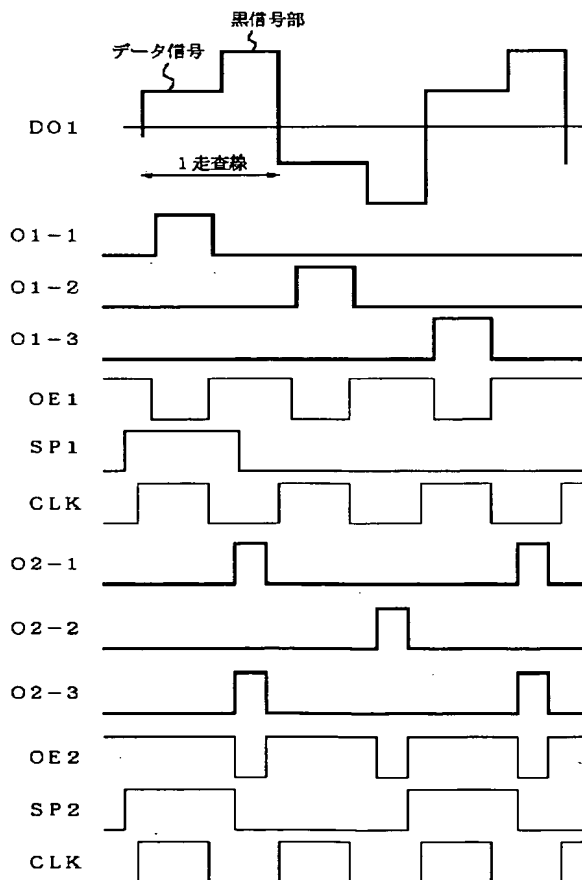 黒信号部
データ信号
DO1
1走査線
O1-1
O1-2
O1-3
OE1
SP1
CLK
O2-1
O2-2
O2-3
OE2
SP2
CLK